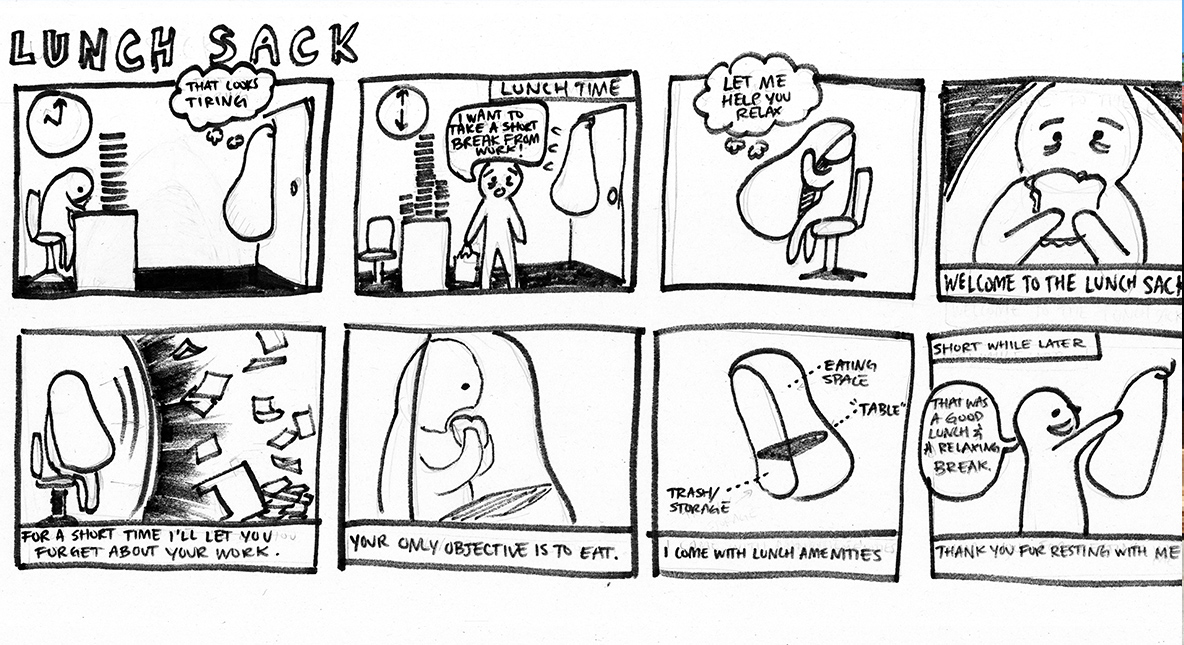 LUNCH SACK
THAT LOOKS
TIRING
LUNCH TIME
I WANT TO
TAKE A SHORT
BREAK FROM
WORK!
LET ME
HELP YOU
RELAX
WELCOME TO THE LUNCH SACK
FOR A SHORT TIME I'LL LET YOU
FORGET ABOUT YOUR WORK.
YOUR ONLY OBJECTIVE IS TO EAT.
EATING
SPACE
"TABLE"
TRASH/
STORAGE
I COME WITH LUNCH AMENITIES
SHORT WHILE LATER
THAT WAS
A GOOD
LUNCH &
A RELAXING
BREAK.
THANK YOU FOR RESTING WITH ME